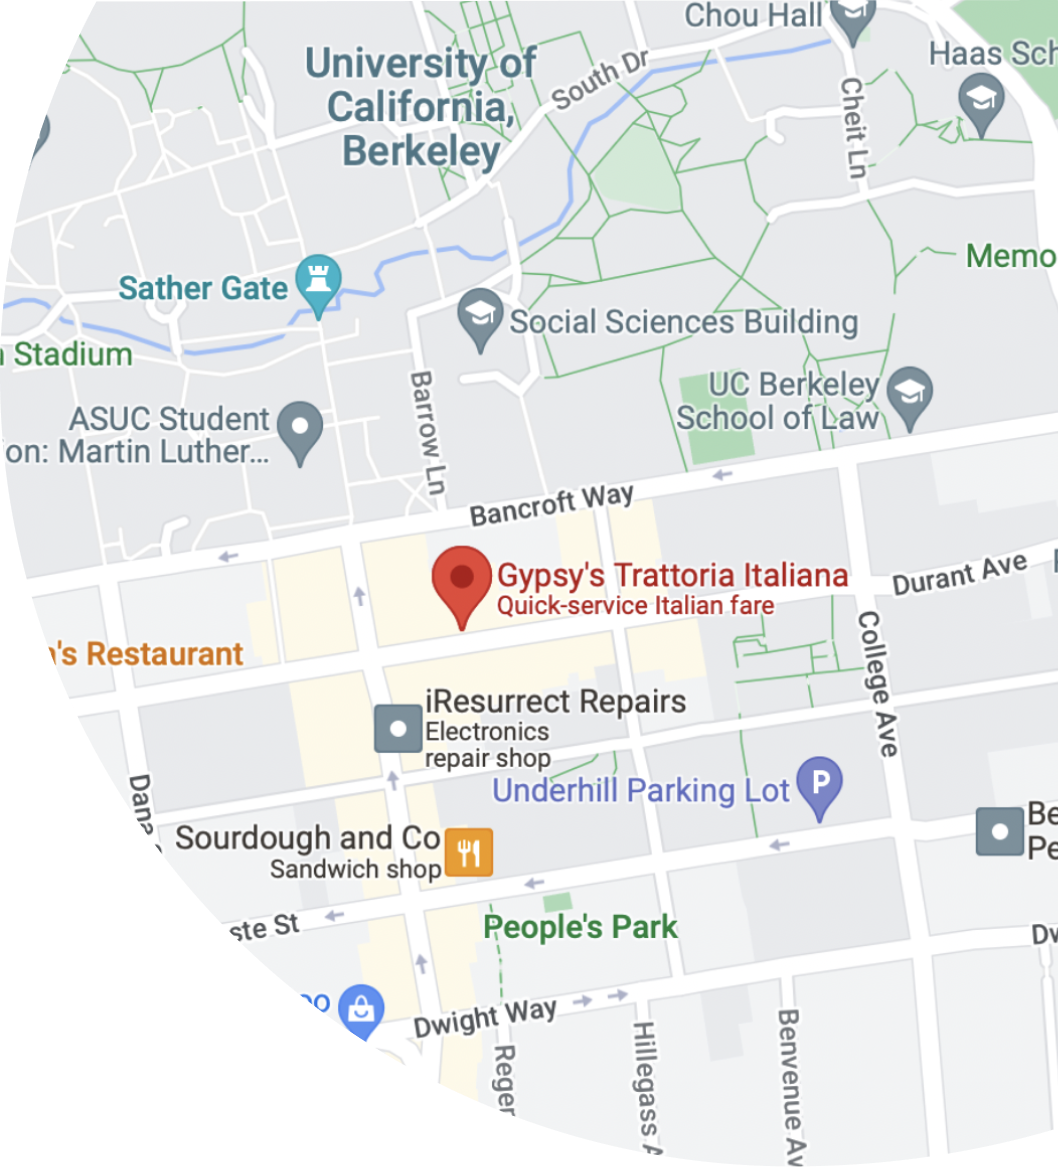 Chou Hall
University of
California,
Berkeley
South Dr
Haas Sch
Cheit Ln
Memo
Sather Gate
Social Sciences Building
Stadium
UC Berkeley
School of Law
ASUC Student
on: Martin Luther...
Barrow Ln
Bancroft Way
Gypsy's Trattoria Italiana
Quick-service Italian fare
Durant Ave
's Restaurant
College Ave
iResurrect Repairs
Electronics
repair shop
Underhill Parking Lot
P
Dana
Sourdough and Co
Sandwich shop
Be
Pe
ste St
People's Park
Dw
Dwight Way
Reger
Hillegass A
Benvenue Av